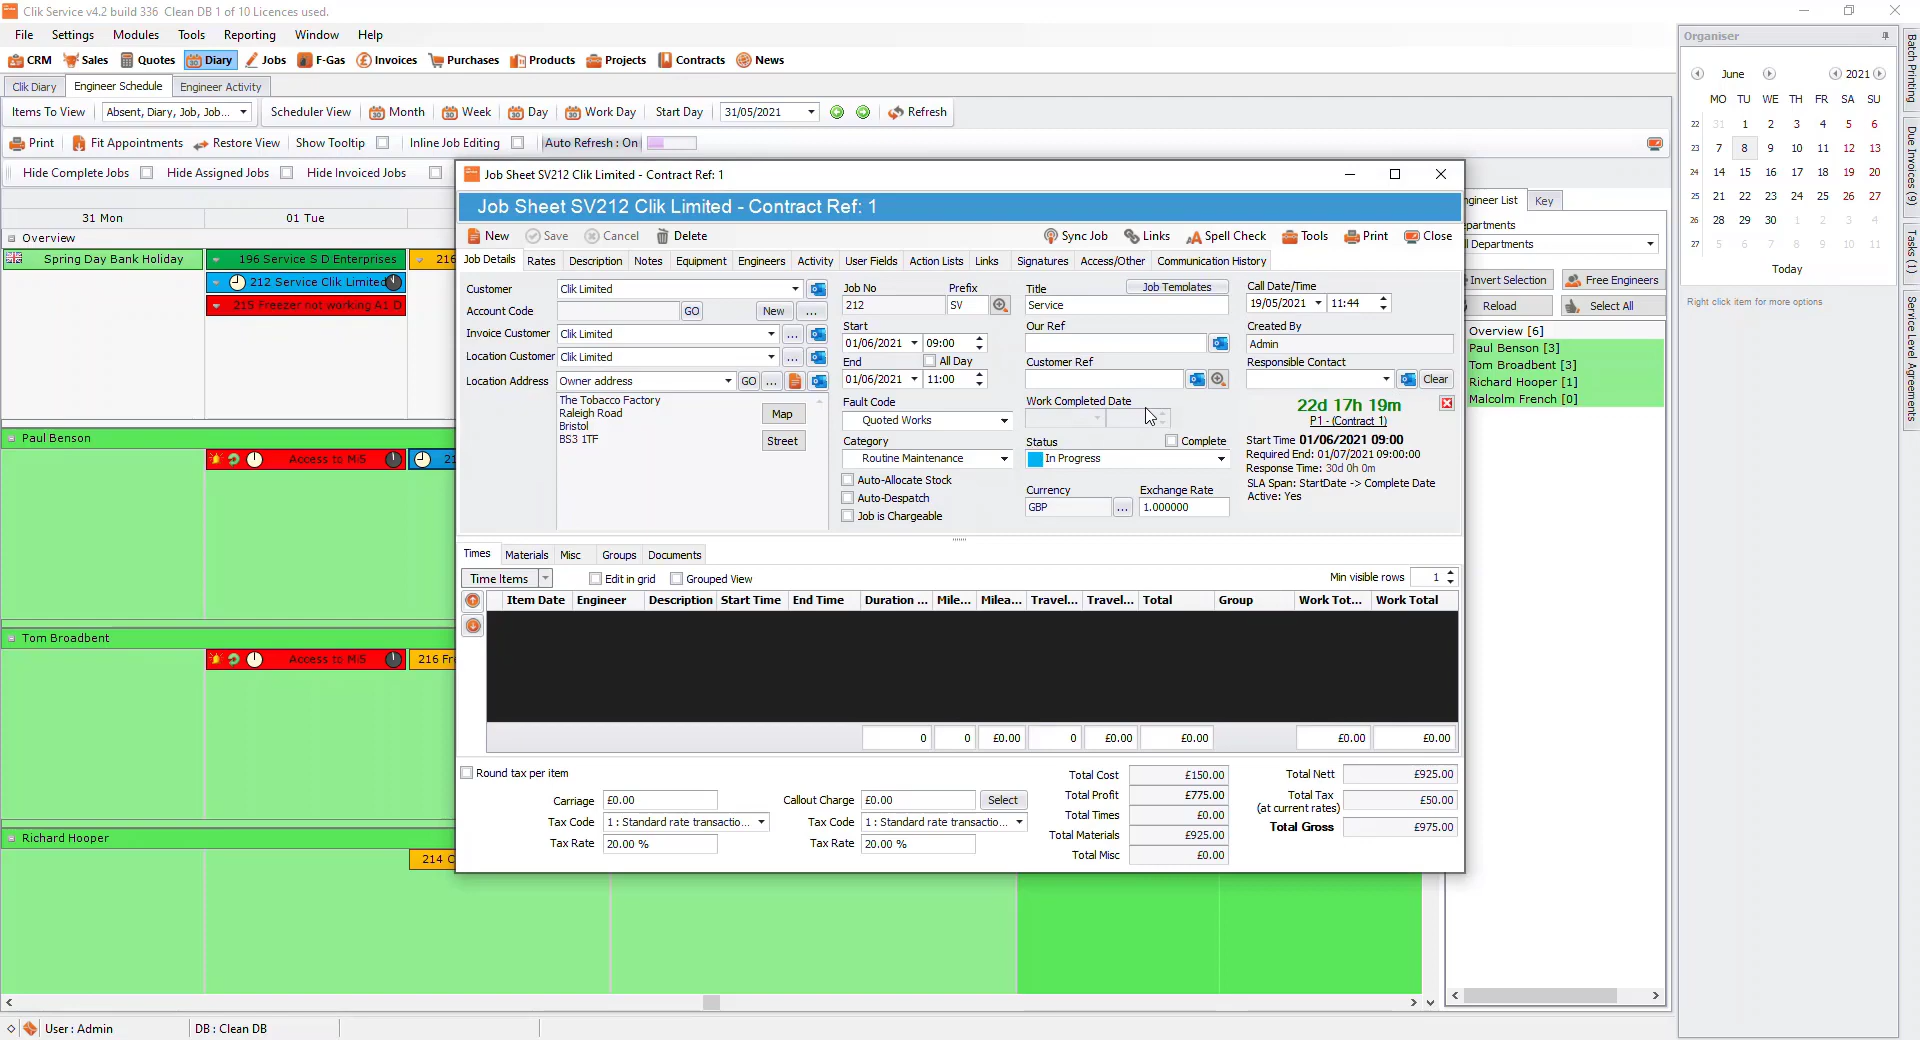 Clik Service v4.2 build 336  Clean DB 1 of 10 Licences used.
File Settings Modules Tools Reporting Window Help
CRM Sales Quotes Diary Jobs F-Gas Invoices Purchases Products Projects Contracts News
Clik Diary Engineer Schedule Engineer Activity
Items To View Absent, Diary, Job, Job... Scheduler View Month Week Day Work Day Start Day 31/05/2021 Refresh
Print Fit Appointments Restore View Show Tooltip Inline Job Editing Auto Refresh : On
Hide Complete Jobs Hide Assigned Jobs Hide Invoiced Jobs
31 Mon 01 Tue
Overview
Spring Day Bank Holiday 196 Service S D Enterprises 216
212 Service Clik Limited
215 Freezer not working A1 D
Paul Benson
Access to MiS 21
Tom Broadbent
Access to MiS 216 Fre
Richard Hooper
214 C
Job Sheet SV212 Clik Limited - Contract Ref: 1
Job Sheet SV212 Clik Limited - Contract Ref: 1
New Save Cancel Delete Sync Job Links Spell Check Tools Print Close
Job Details Rates Description Notes Equipment Engineers Activity User Fields Action Lists Links Signatures Access/Other Communication History
Customer Clik Limited
Account Code GO New ...
Invoice Customer Clik Limited ...
Location Customer Clik Limited ...
Location Address Owner address GO ...
The Tobacco Factory
Raleigh Road
Bristol
BS3 1TF
Map
Street
Job No Prefix
212 SV
Start
01/06/2021 09:00
End All Day
01/06/2021 11:00
Fault Code
Quoted Works
Category
Routine Maintenance
Auto-Allocate Stock
Auto-Despatch
Job is Chargeable
Title Job Templates
Service
Our Ref
Customer Ref
Work Completed Date
Status Complete
In Progress
Currency Exchange Rate
GBP ... 1.000000
Call Date/Time
19/05/2021 11:44
Created By
Admin
Responsible Contact
Clear
22d 17h 19m
P1 - (Contract 1)
Start Time 01/06/2021 09:00
Required End: 01/07/2021 09:00:00
Response Time: 30d 0h 0m
SLA Span: StartDate -> Complete Date
Active: Yes
Times Materials Misc Groups Documents
Time Items Edit in grid Grouped View Min visible rows 1
Item Date Engineer Description Start Time End Time Duration ... Mile... Milea... Travel... Travel... Total Group Work Tot... Work Total
0 0 £0.00 0 £0.00 £0.00 £0.00 £0.00
Round tax per item
Carriage £0.00
Tax Code 1 : Standard rate transactio...
Tax Rate 20.00 %
Callout Charge £0.00 Select
Tax Code 1 : Standard rate transactio...
Tax Rate 20.00 %
Total Cost £150.00
Total Profit £775.00
Total Times £0.00
Total Materials £925.00
Total Misc £0.00
Total Nett £925.00
Total Tax £50.00
(at current rates)
Total Gross £975.00
ngineer List Key
epartments
ll Departments
Invert Selection Free Engineers
Reload Select All
Overview [6]
Paul Benson [3]
Tom Broadbent [3]
Richard Hooper [1]
Malcolm French [0]
Organiser
June 2021
MO TU WE TH FR SA SU
22 31 1 2 3 4 5 6
23 7 8 9 10 11 12 13
24 14 15 16 17 18 19 20
25 21 22 23 24 25 26 27
26 28 29 30 1 2 3 4
27 5 6 7 8 9 10 11
Today
Right click item for more options
Batch Printing
Due Invoices (9)
Tasks (1)
Service Level Agreements
User : Admin DB : Clean DB